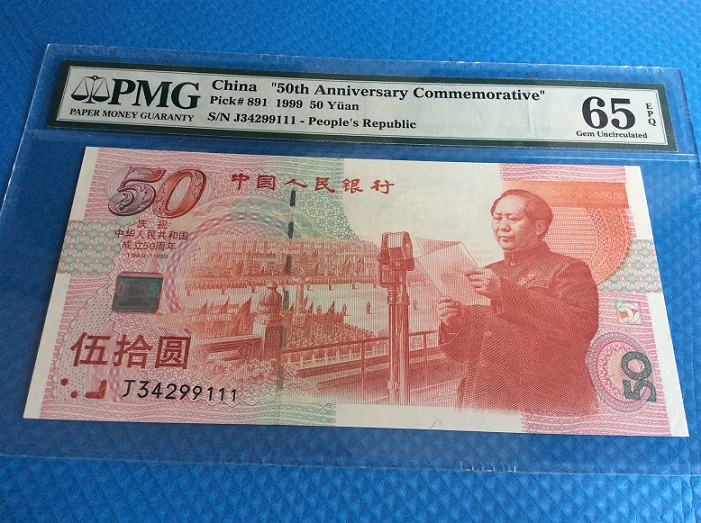 PMG
PAPER MONEY GUARANTY
China "50th Anniversary Commemorative"
Pick# 891 1999 50 Yüan
S/N J34299111 - People's Republic
65 EPQ
Gem Uncirculated
50
中国人民银行
庆祝
中华人民共和国
成立50周年
1949-1999
伍拾圆
J34299111
50